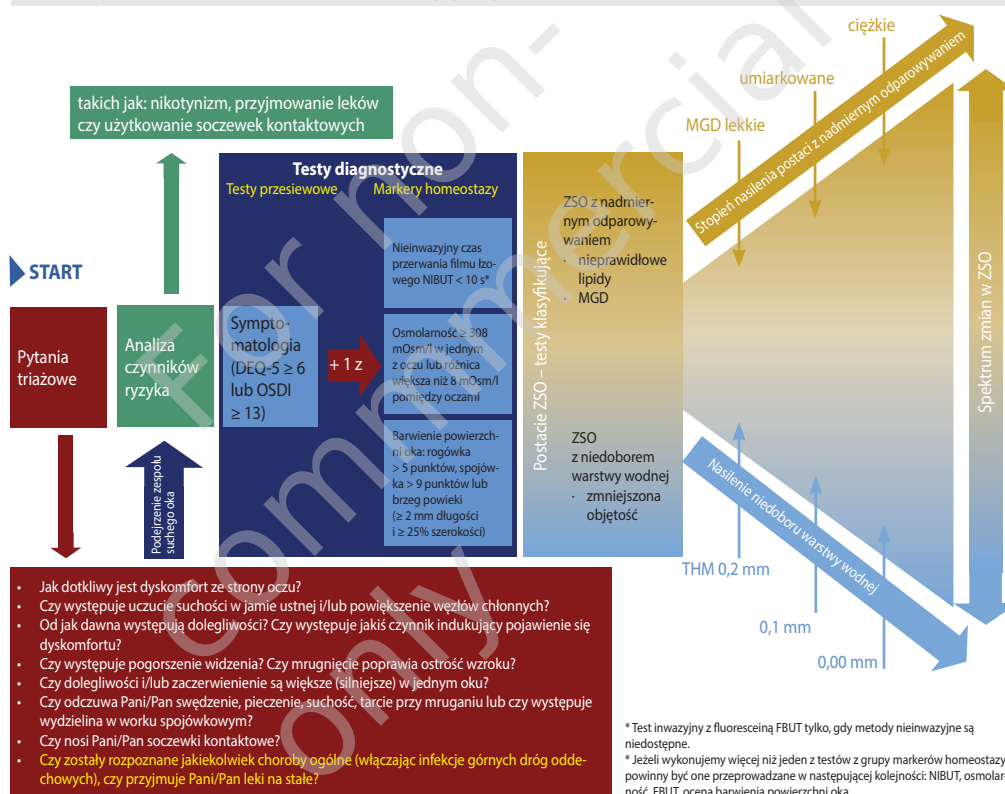 takich jak: nikotynizm, przyjmowanie leków
czy użytkowanie soczewek kontaktowych
START
Pytania
triażowe
Analiza
czynników
ryzyka
Podejrzenie zespołu
suchego oka
Testy diagnostyczne
Testy przesiewowe
Markery homeostazy
Sympto-
matologia
(DEQ-5 ≥ 6
lub OSDI
≥ 13)
+ 1 z
Nieinwazyjny czas
przerwania filmu łzo-
wego NIBUT < 10 s*
Osmolarność ≥ 308
mOsm/l w jednym
z oczu lub różnica
większa niż 8 mOsm/l
pomiędzy oczami
Barwienie powierzch-
ni oka: rogówka
> 5 punktów, spojów-
ka > 9 punktów lub
brzeg powieki
(≥ 2 mm długości
i ≥ 25% szerokości)
Postacie ZSO – testy klasyfikujące
ZSO z nadmier-
nym odparowy-
waniem
· nieprawidłowe
lipidy
· MGD
ZSO
z niedoborem
warstwy wodnej
· zmniejszona
objętość
MGD lekkie
umiarkowane
ciężkie
Stopień nasilenia postaci z nadmiernym odparowywaniem
Spektrum zmian w ZSO
Nasilenie niedoboru warstwy wodnej
THM 0,2 mm
0,1 mm
0,00 mm
• Jak dotkliwy jest dyskomfort ze strony oczu?
• Czy występuje uczucie suchości w jamie ustnej i/lub powiększenie węzłów chłonnych?
• Od jak dawna występują dolegliwości? Czy występuje jakiś czynnik indukujący pojawienie się
dyskomfortu?
• Czy występuje pogorszenie widzenia? Czy mrugnięcie poprawia ostrość wzroku?
• Czy dolegliwości i/lub zaczerwienienie są większe (silniejsze) w jednym oku?
• Czy odczuwa Pani/Pan swędzenie, pieczenie, suchość, tarcie przy mruganiu lub czy występuje
wydzielina w worku spojówkowym?
• Czy nosi Pani/Pan soczewki kontaktowe?
• Czy zostały rozpoznane jakiekolwiek choroby ogólne (włączając infekcje górnych dróg odde-
chowych), czy przyjmuje Pani/Pan leki na stałe?
* Test inwazyjny z fluoresceiną FBUT tylko, gdy metody nieinwazyjne są
niedostępne.
* Jeżeli wykonujemy więcej niż jeden z testów z grupy markerów homeostazy
powinny być one przeprowadzane w następującej kolejności: NIBUT, osmolar-
ność, FBUT, ocena barwienia powierzchni oka
For non-
commercial
only